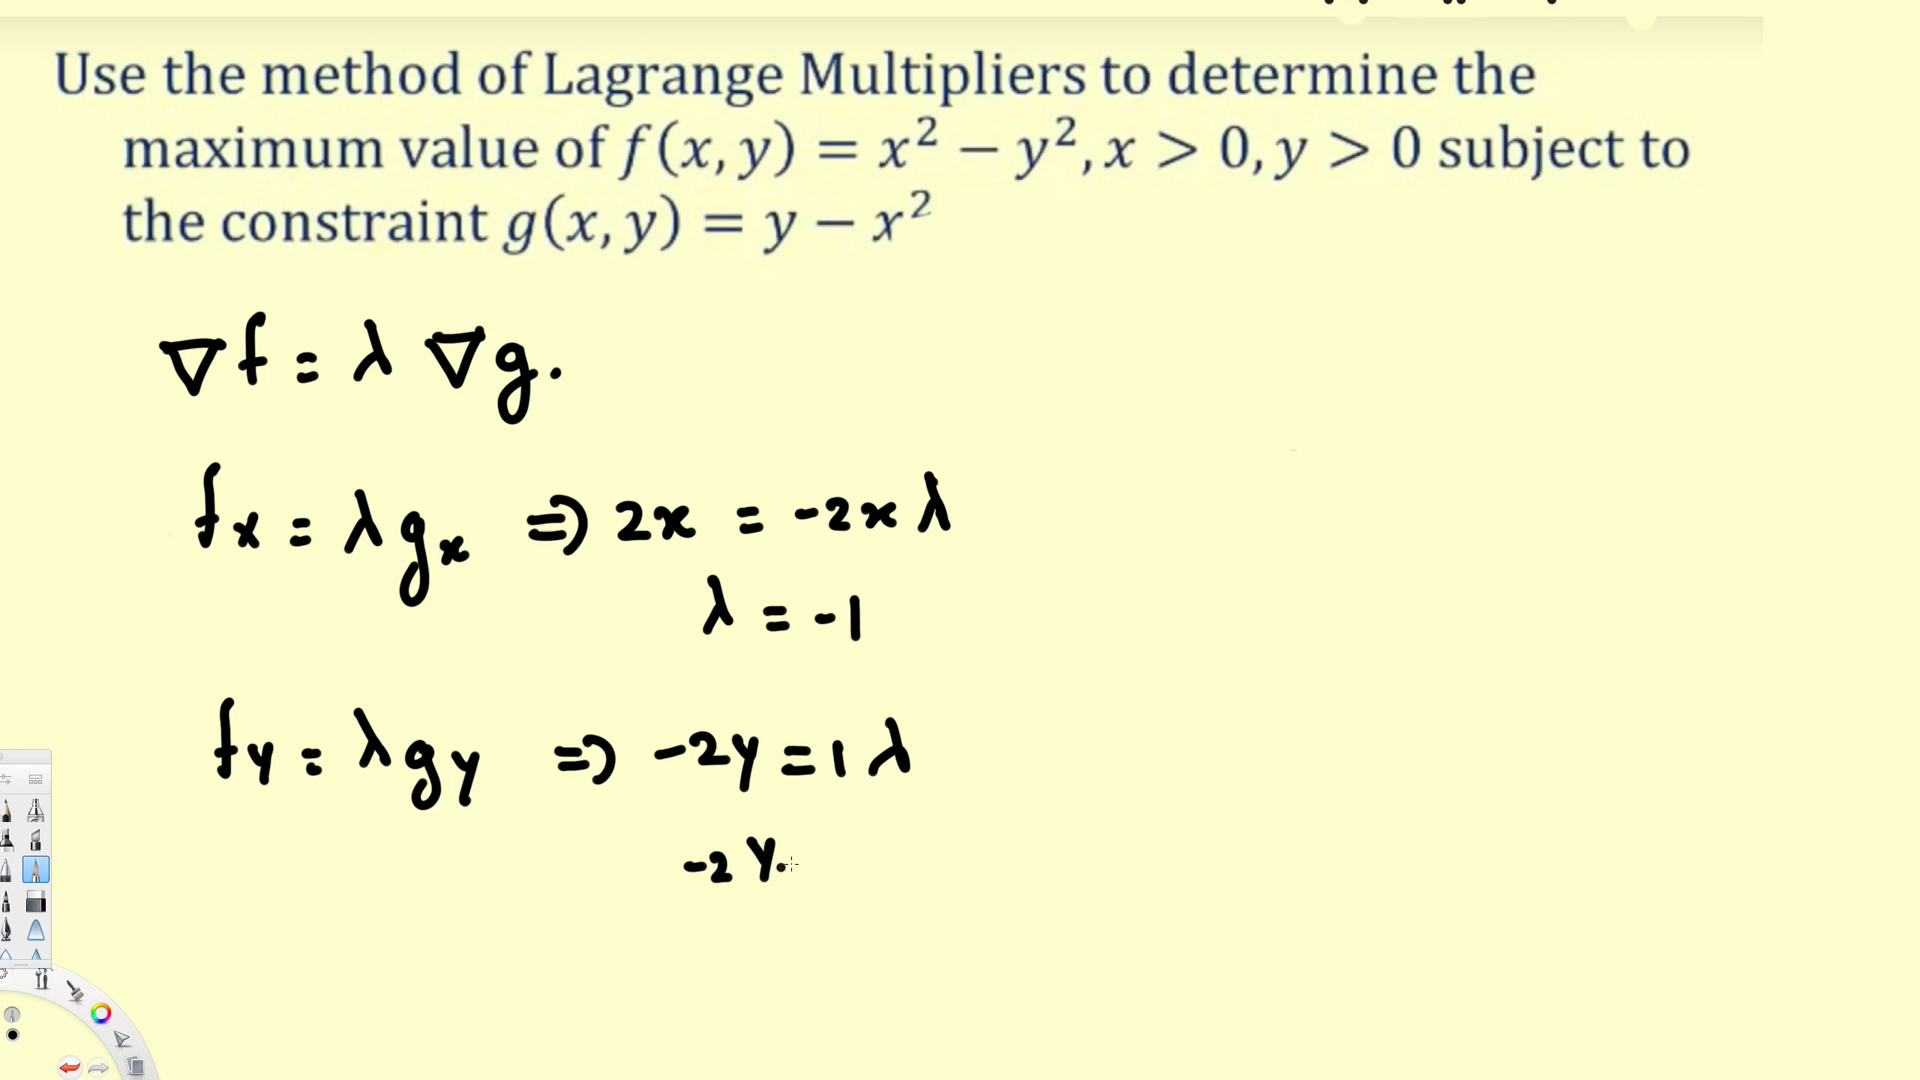 Use the method of Lagrange Multipliers to determine the
maximum value of f(x, y) = x² − y², x > 0, y > 0 subject to
the constraint g(x, y) = y − x²
∇f = λ ∇g.
fx = λ gx ⇒ 2x = -2x λ
λ = -1
fy = λ gy ⇒ -2y = 1 λ
-2 y